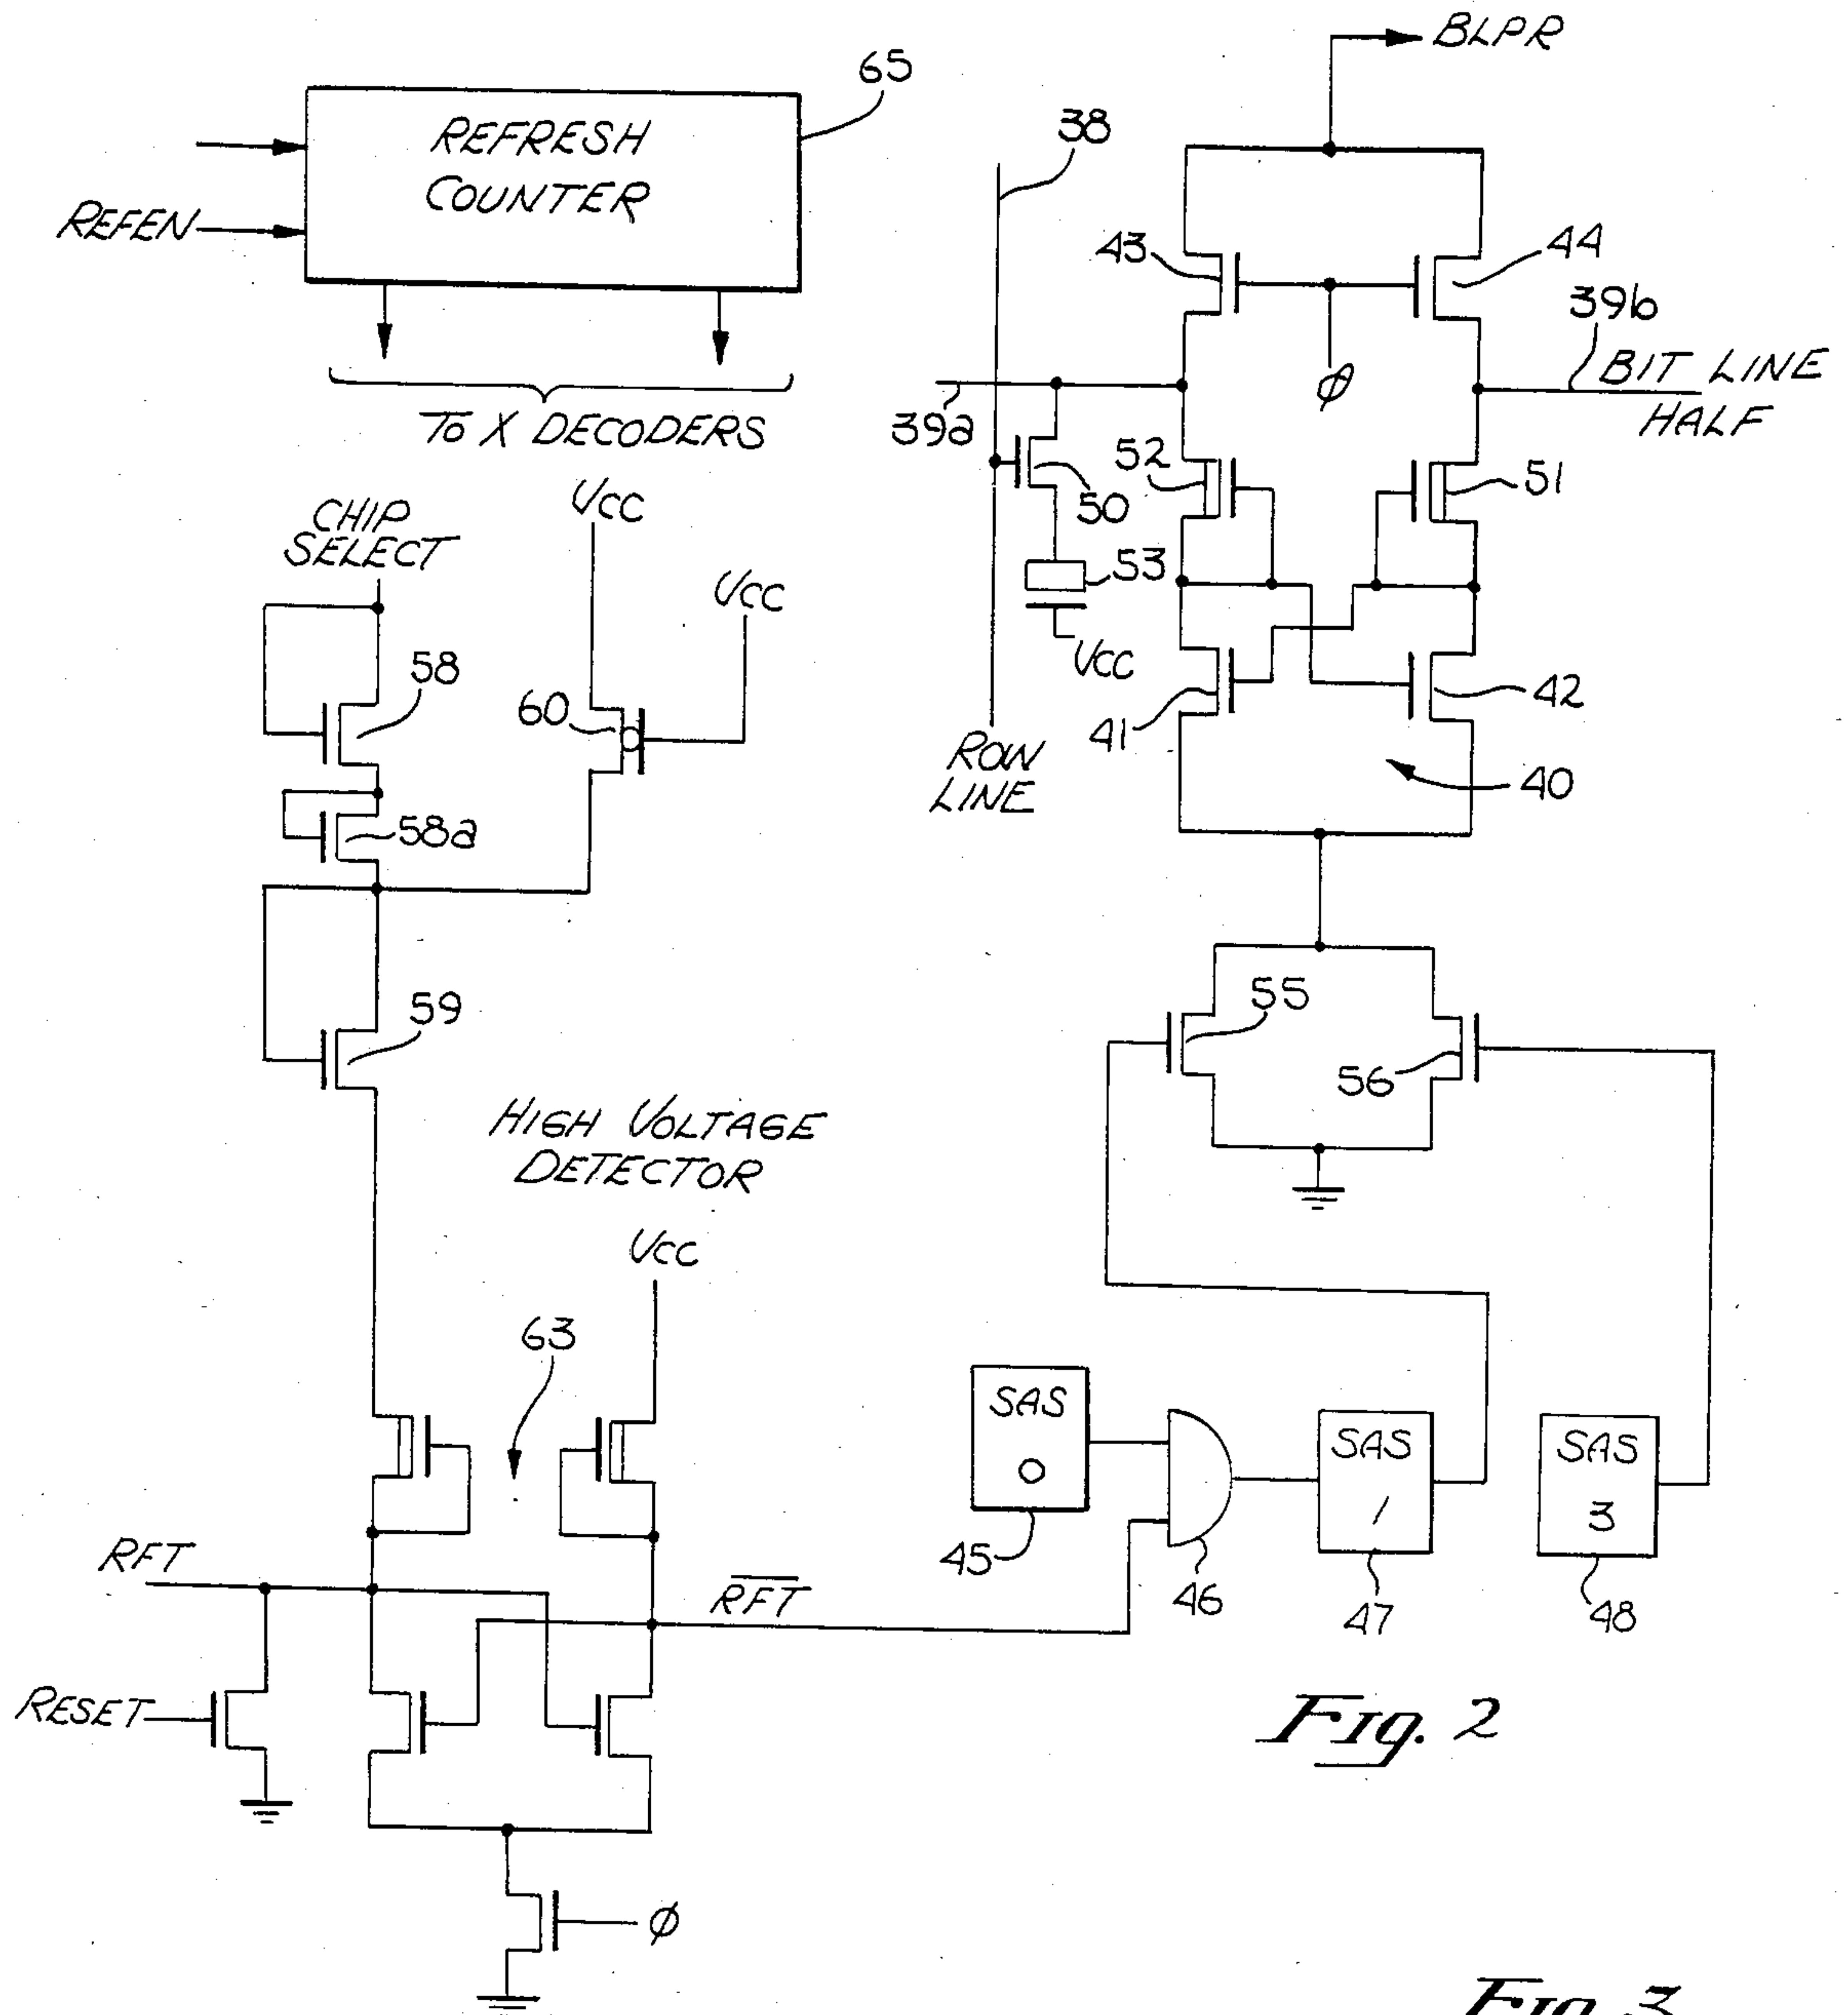 BLPR
65
REFRESH
COUNTER
REFEN
38
43
44
39b
BIT LINE
HALF
φ
39a
To X DECODERS
52
51
50
53
VCC
CHIP
SELECT
VCC
VCC
58
60
41
42
40
ROW
LINE
58a
59
55
56
HIGH VOLTAGE
DETECTOR
VCC
63
SAS
0
SAS
1
SAS
3
45
46
47
48
RFT
RFT
RESET
Fig. 2
φ
Fig. 3